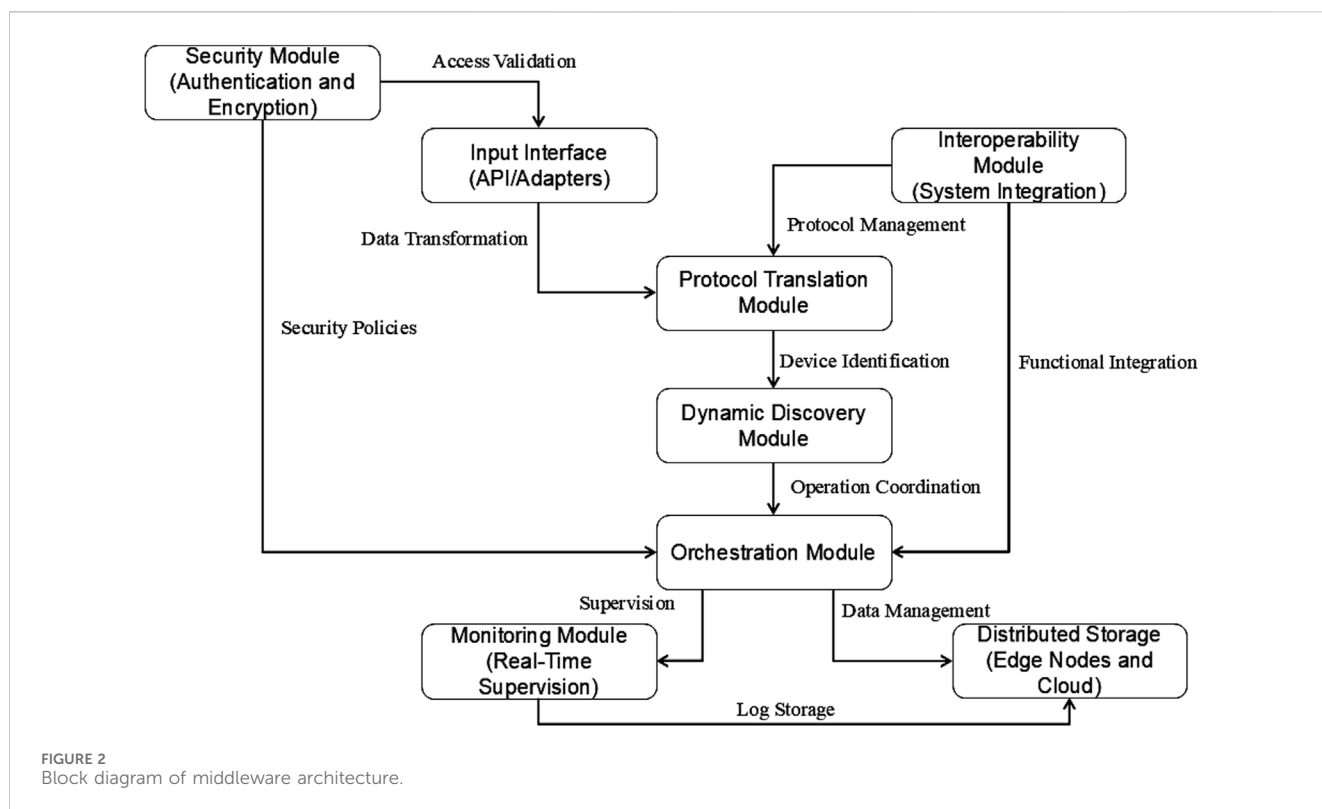 Security Module
(Authentication and
Encryption)
Access Validation
Input Interface
(API/Adapters)
Interoperability
Module
(System Integration)
Data Transformation
Protocol Management
Protocol Translation
Module
Security Policies
Device Identification
Functional Integration
Dynamic Discovery
Module
Operation Coordination
Orchestration Module
Supervision
Data Management
Monitoring Module
(Real-Time
Supervision)
Distributed Storage
(Edge Nodes and
Cloud)
Log Storage
FIGURE 2
Block diagram of middleware architecture.